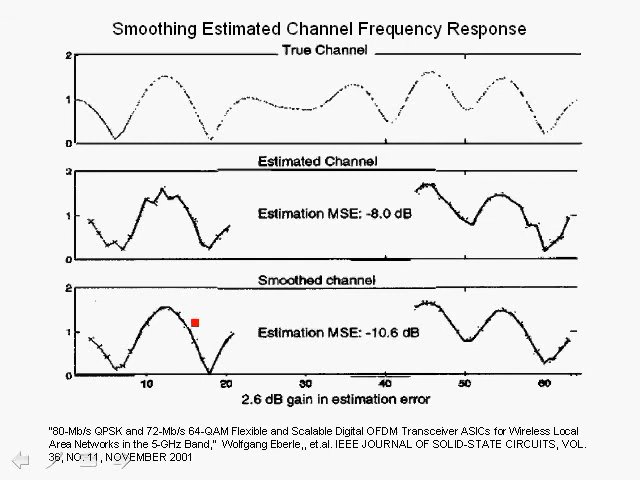 Smoothing Estimated Channel Frequency Response
True Channel
2
1
0
Estimated Channel
2
1
0
Estimation MSE: -8.0 dB
Smoothed channel
2
1
0
Estimation MSE: -10.6 dB
10 20 30 40 50 60
2.6 dB gain in estimation error
"80-Mb/s QPSK and 72-Mb/s 64-QAM Flexible and Scalable Digital OFDM Transceiver ASICs for Wireless Local
Area Networks in the 5-GHz Band," Wolfgang Eberle,, et.al. IEEE JOURNAL OF SOLID-STATE CIRCUITS, VOL.
36, NO. 11, NOVEMBER 2001